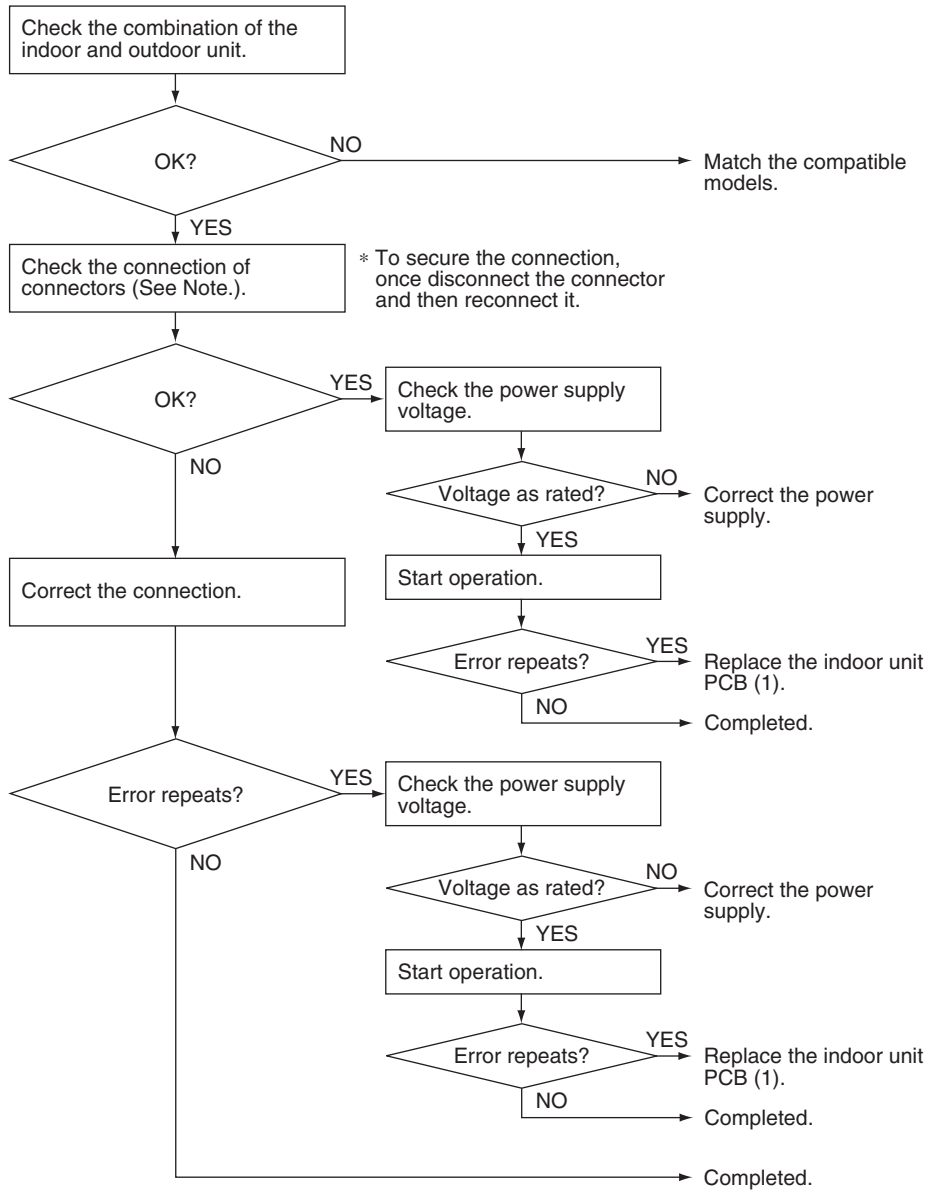 Check the combination of the
indoor and outdoor unit.
OK?
NO
Match the compatible
models.
YES
Check the connection of
connectors (See Note.).
* To secure the connection,
once disconnect the connector
and then reconnect it.
OK?
YES
Check the power supply
voltage.
NO
Voltage as rated?
NO
Correct the power
supply.
YES
Start operation.
Correct the connection.
Error repeats?
YES
Replace the indoor unit
PCB (1).
NO
Completed.
Error repeats?
YES
Check the power supply
voltage.
NO
Voltage as rated?
NO
Correct the power
supply.
YES
Start operation.
Error repeats?
YES
Replace the indoor unit
PCB (1).
NO
Completed.
Completed.